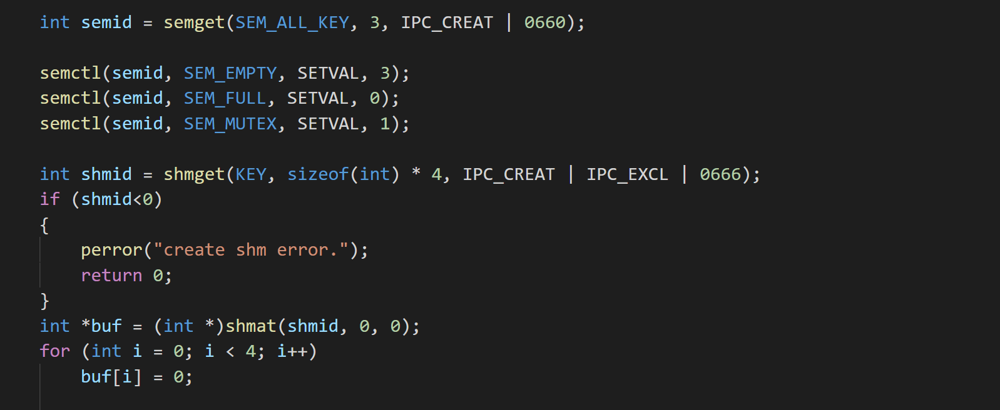 int semid = semget(SEM_ALL_KEY, 3, IPC_CREAT | 0660);
semctl(semid, SEM_EMPTY, SETVAL, 3);
semctl(semid, SEM_FULL, SETVAL, 0);
semctl(semid, SEM_MUTEX, SETVAL, 1);
int shmid = shmget(KEY, sizeof(int) * 4, IPC_CREAT | IPC_EXCL | 0666);
if (shmid<0)
{
    perror("create shm error.");
    return 0;
}
int *buf = (int *)shmat(shmid, 0, 0);
for (int i = 0; i < 4; i++)
    buf[i] = 0;